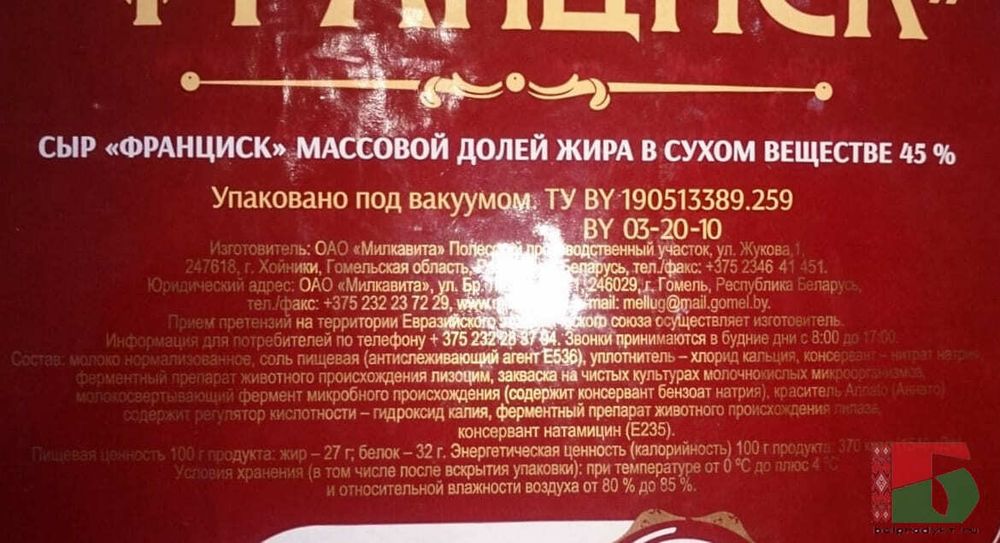 ФРАНЦИСК»
СЫР «ФРАНЦИСК» МАССОВОЙ ДОЛЕЙ ЖИРА В СУХОМ ВЕЩЕСТВЕ 45 %
Упаковано под вакуумом. ТУ BY 190513389.259
BY 03-20-10
Изготовитель: ОАО «Милкавита» Полесский производственный участок, ул. Жукова,1,
247618, г. Хойники, Гомельская область, Беларусь, тел./факс: +375 2346 41 451.
Юридический адрес: ОАО «Милкавита», ул. 246029, г. Гомель, Республика Беларусь,
тел./факс: +375 232 23 72 29, mail: mellug@mail.gomel.by.
Прием претензий на территории Евразийского союза осуществляет изготовитель.
Информация для потребителей по телефону + 375 232 Звонки принимаются в будние дни с 8:00 до 17:00.
Состав: молоко нормализованное, соль пищевая (антислеживающий агент Е536), уплотнитель – хлорид кальция, консервант – нитрат натрия,
ферментный препарат животного происхождения лизоцим, закваска на чистых культурах молочнокислых микроорганизмов,
молокосвертывающий фермент микробного происхождения (содержит консервант бензоат натрия), краситель Annato (Аннато)
содержит регулятор кислотности – гидроксид калия, ферментный препарат животного происхождения липаза,
консервант натамицин (Е235).
Пищевая ценность 100 г продукта: жир – 27 г; белок – 32 г. Энергетическая ценность (калорийность) 100 г продукта: 370
Условия хранения (в том числе после вскрытия упаковки): при температуре от 0 ºС до плюс 4 ºС
и относительной влажности воздуха от 80 % до 85 %.